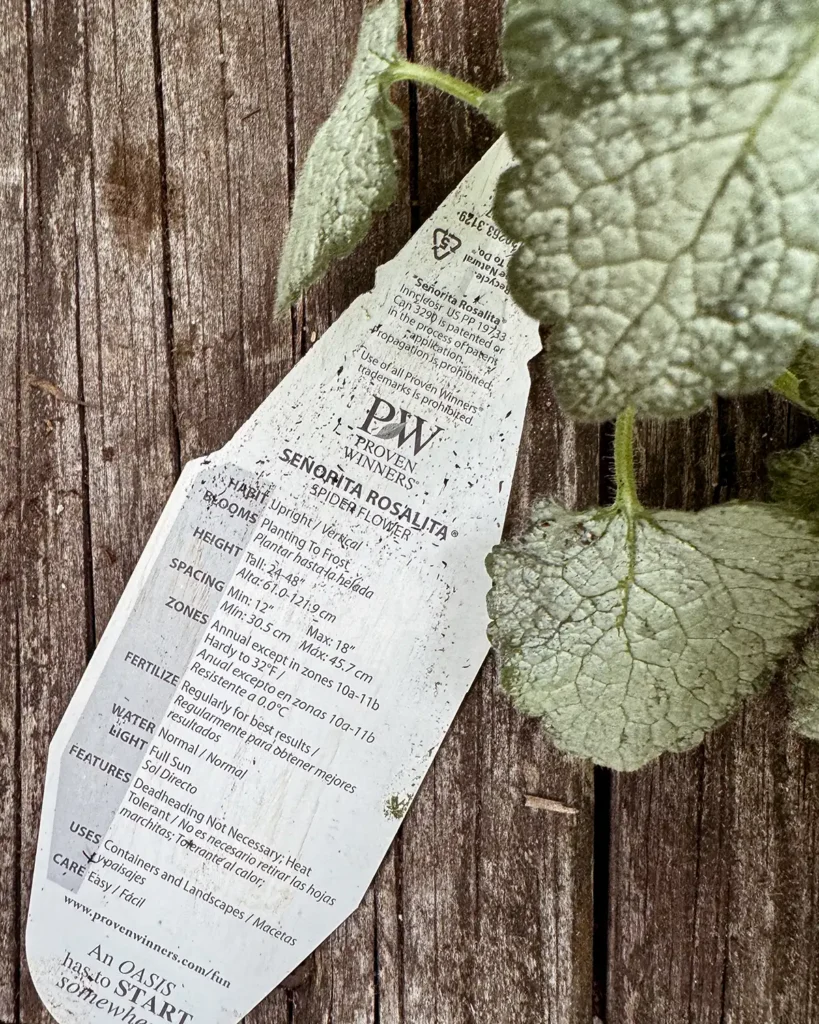 Recycle
Natural
To Do.
5
Señorita Rosalita®
Inncleosr US PP 19733
Can 3290 is patented or
in the process of patent
application.
Propagation is prohibited.
Use of all Proven Winners®
trademarks is prohibited.
PW
PROVEN
WINNERS®
SEÑORITA ROSALITA®
SPIDER FLOWER
HABIT Upright / Vertical
BLOOMS Planting To Frost
Plantar hasta la helada
HEIGHT Tall: 24-48"
Alta: 61.0-121.9 cm
SPACING Min: 12" Max: 18"
Min: 30.5 cm Máx: 45.7 cm
ZONES Annual except in zones 10a-11b
Hardy to 32°F /
Anual excepto en zonas 10a-11b
Resistente a 0.0°C
FERTILIZE Regularly for best results /
Regularmente para obtener mejores
resultados
WATER Normal / Normal
LIGHT Full Sun
Sol Directo
FEATURES Deadheading Not Necessary; Heat
Tolerant / No es necesario retirar las hojas
marchitas; Tolerante al calor;
USES Containers and Landscapes / Macetas
y paisajes
CARE Easy / Fácil
www.provenwinners.com/fun
An OASIS
has to START